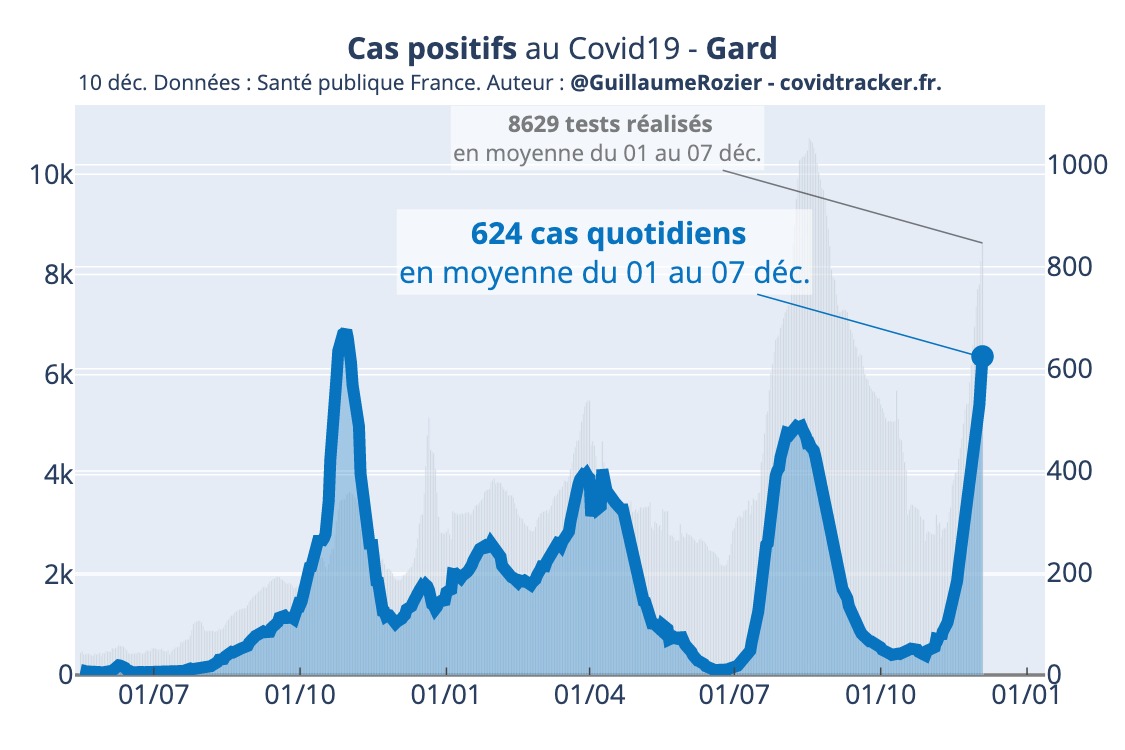 Cas positifs au Covid19 - Gard
10 déc. Données : Santé publique France. Auteur : @GuillaumeRozier - covidtracker.fr.
8629 tests réalisés
en moyenne du 01 au 07 déc.
624 cas quotidiens
en moyenne du 01 au 07 déc.
10k
8k
6k
4k
2k
0
1000
800
600
400
200
0
01/07
01/10
01/01
01/04
01/07
01/10
01/01